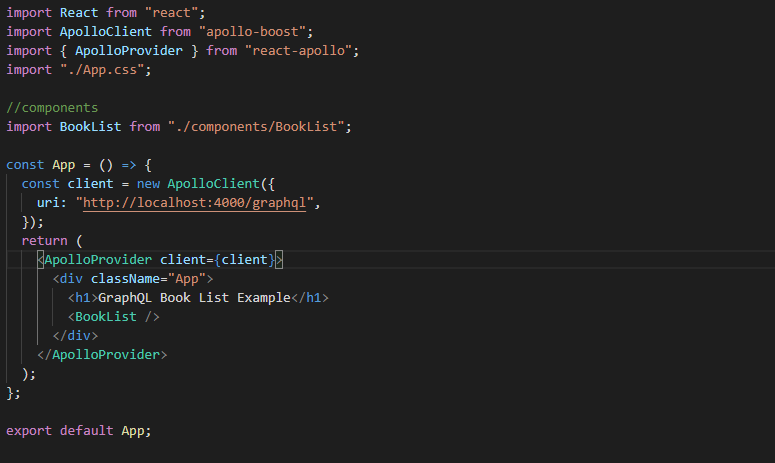 import React from "react";
import ApolloClient from "apollo-boost";
import { ApolloProvider } from "react-apollo";
import "./App.css";
//components
import BookList from "./components/BookList";
const App = () => {
const client = new ApolloClient({
uri: "http://localhost:4000/graphql",
});
return (
<ApolloProvider client={client}>
<div className="App">
<h1>GraphQL Book List Example</h1>
<BookList />
</div>
</ApolloProvider>
);
};
export default App;